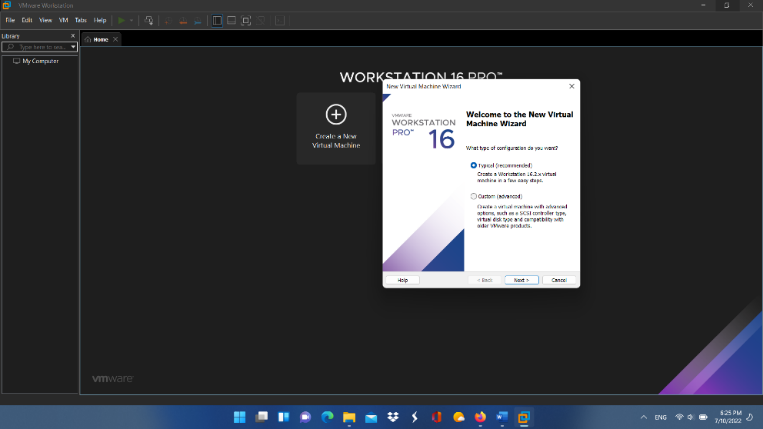 VMware Workstation
File Edit View VM Tabs Help
Library
Type here to sea...
My Computer
Home
WORKSTATION 16 PRO™
Create a New
Virtual Machine
New Virtual Machine Wizard
vmware
WORKSTATION
PRO™ 16
Welcome to the New Virtual
Machine Wizard
What type of configuration do you want?
Typical (recommended)
Create a Workstation 16.2.x virtual
machine in a few easy steps.
Custom (advanced)
Create a virtual machine with advanced
options, such as a SCSI controller type,
virtual disk type and compatibility with
older VMware products.
Help
< Back
Next >
Cancel
vmware
ENG
8:25 PM
7/10/2022